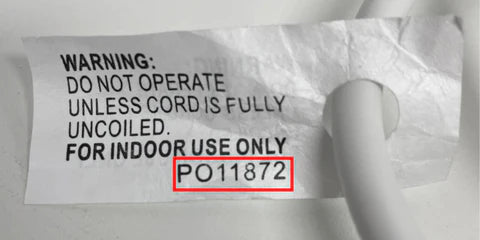 WARNING:
DO NOT OPERATE
UNLESS CORD IS FULLY
UNCOILED.
FOR INDOOR USE ONLY
PO11872